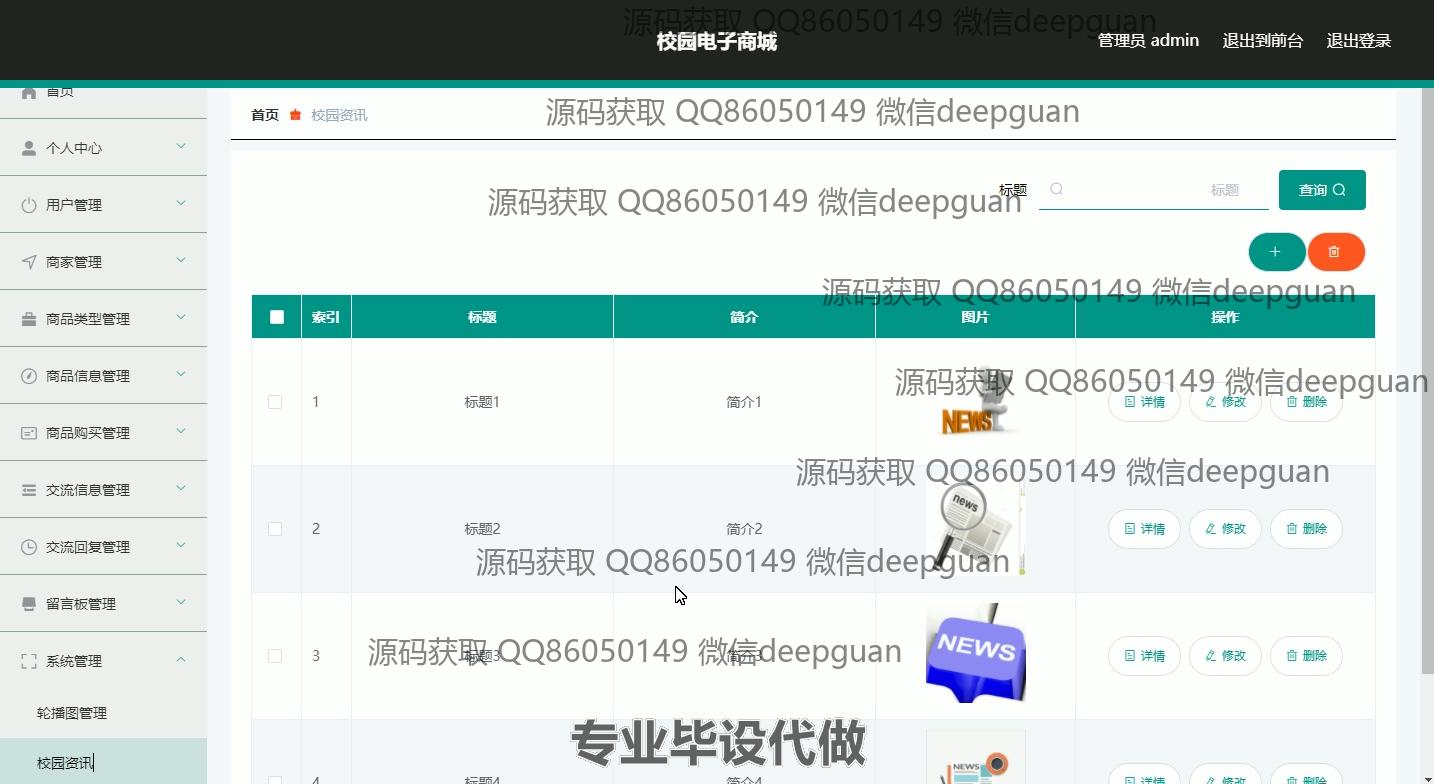 源码获取 QQ86050149 微信deepguan
校园电子商城
管理员 admin 退出到前台 退出登录
首页
首页 校园资讯
源码获取 QQ86050149 微信deepguan
个人中心
标题 标题 查询
源码获取 QQ86050149 微信deepguan
用户管理
商家管理
源码获取 QQ86050149 微信deepguan
商品类型管理
索引 标题 简介 图片 操作
商品信息管理
源码获取 QQ86050149 微信deepguan
1 标题1 简介1 NEWS 详情 修改 删除
商品购买管理
源码获取 QQ86050149 微信deepguan
交流信息管理
news
2 标题2 简介2 详情 修改 删除
交流回复管理
源码获取 QQ86050149 微信deepguan
留言板管理
源码获取 QQ86050149 微信deepguan
3 标题3 简介3 NEWS 详情 修改 删除
系统管理
轮播图管理
专业毕设代做
校园资讯
NEWS
4 标题4 简介4 详情 修改 删除